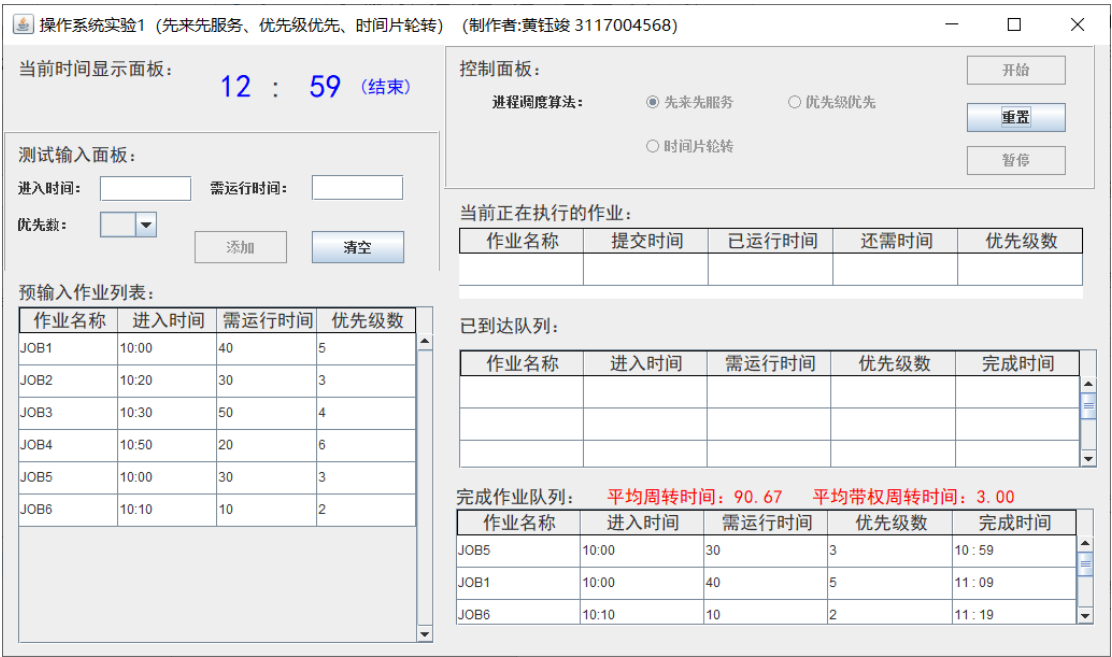 操作系统实验1 (先来先服务、优先级优先、时间片轮转) (制作者:黄钰竣 3117004568)
当前时间显示面板:
12 : 59 (结束)
测试输入面板:
进入时间: 需运行时间:
优先数:
添加 清空
预输入作业列表:
作业名称 进入时间 需运行时间 优先级数
JOB1 10:00 40 5
JOB2 10:20 30 3
JOB3 10:30 50 4
JOB4 10:50 20 6
JOB5 10:00 30 3
JOB6 10:10 10 2
控制面板:
进程调度算法: 先来先服务 优先级优先
时间片轮转
开始
重置
暂停
当前正在执行的作业:
作业名称 提交时间 已运行时间 还需时间 优先级数
已到达队列:
作业名称 进入时间 需运行时间 优先级数 完成时间
完成作业队列: 平均周转时间: 90.67 平均带权周转时间: 3.00
作业名称 进入时间 需运行时间 优先级数 完成时间
JOB5 10:00 30 3 10 : 59
JOB1 10:00 40 5 11 : 09
JOB6 10:10 10 2 11 : 19